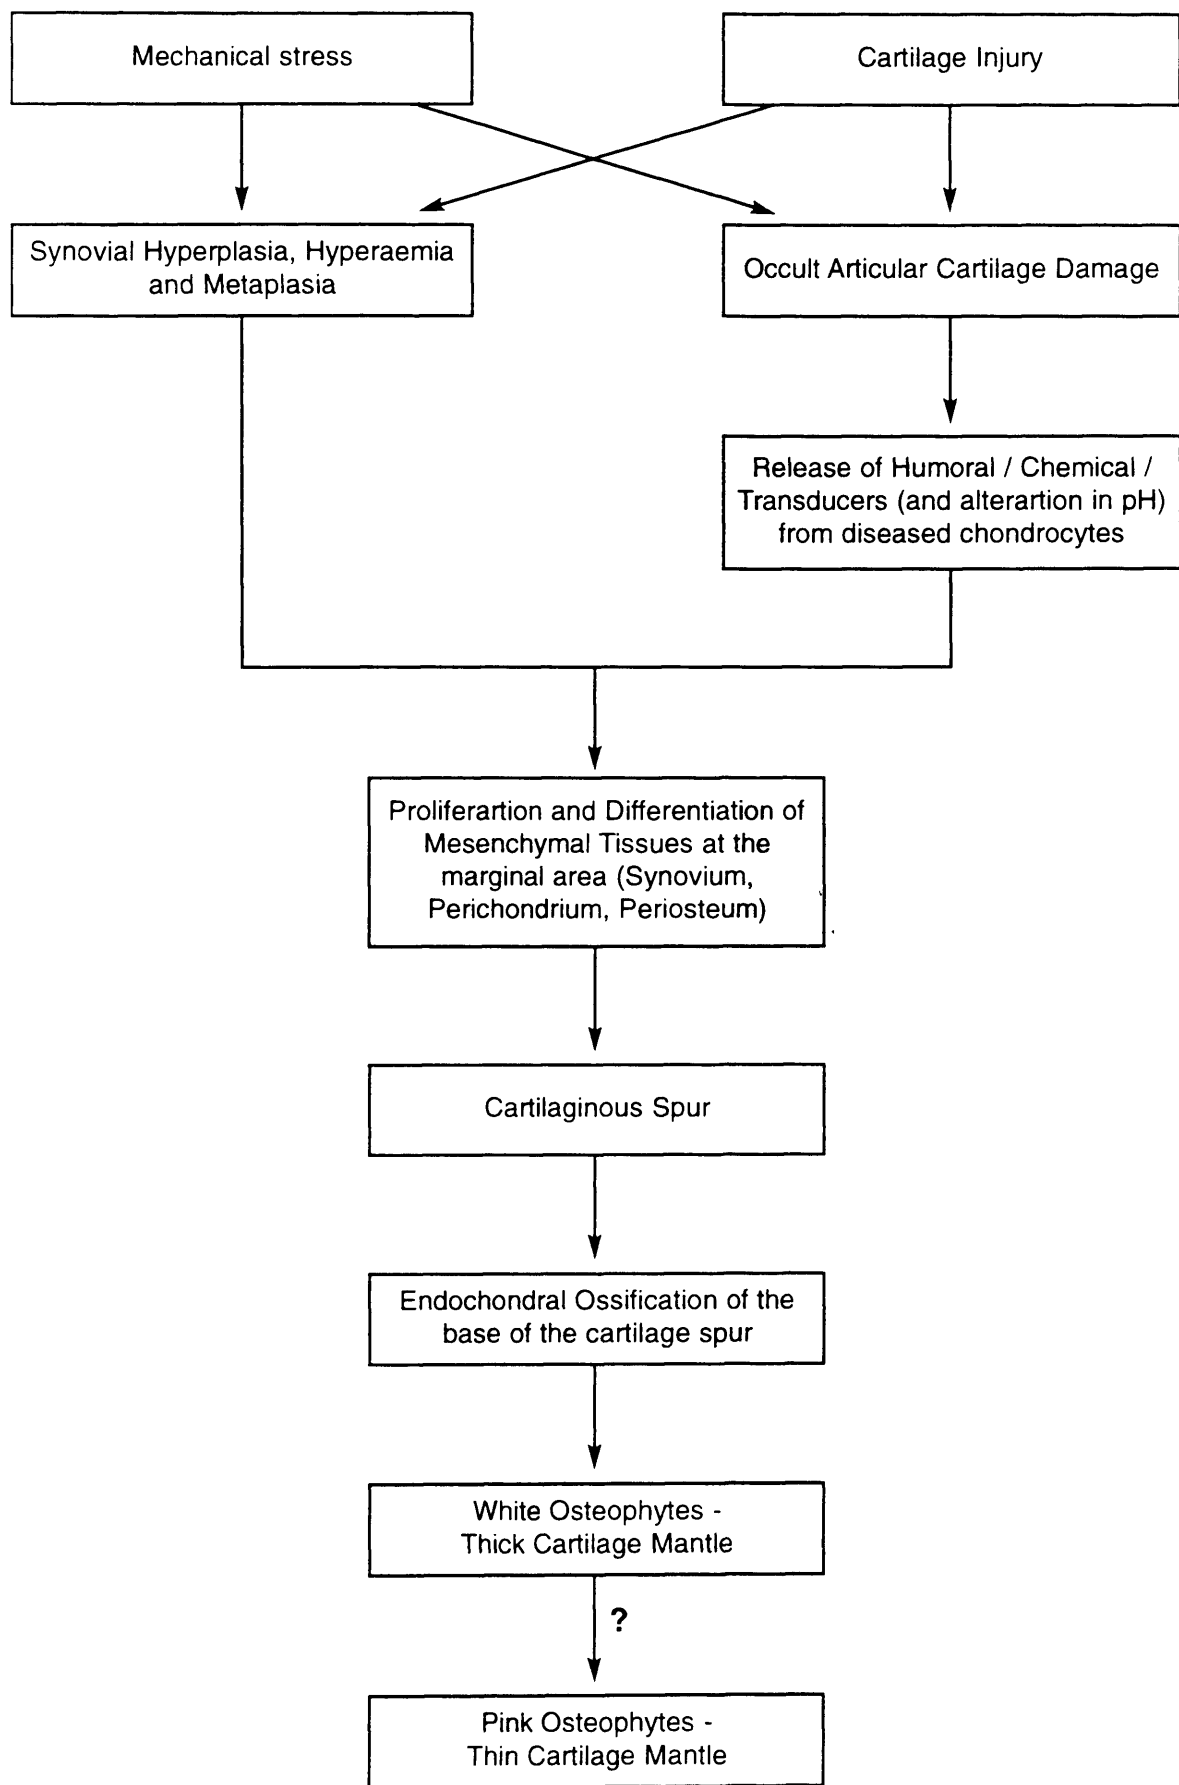 Mechanical stress
Cartilage Injury
Synovial Hyperplasia, Hyperaemia
and Metaplasia
Occult Articular Cartilage Damage
Release of Humoral / Chemical /
Transducers (and alterartion in pH)
from diseased chondrocytes
Proliferartion and Differentiation of
Mesenchymal Tissues at the
marginal area (Synovium,
Perichondrium, Periosteum)
Cartilaginous Spur
Endochondral Ossification of the
base of the cartilage spur
White Osteophytes -
Thick Cartilage Mantle
?
Pink Osteophytes -
Thin Cartilage Mantle